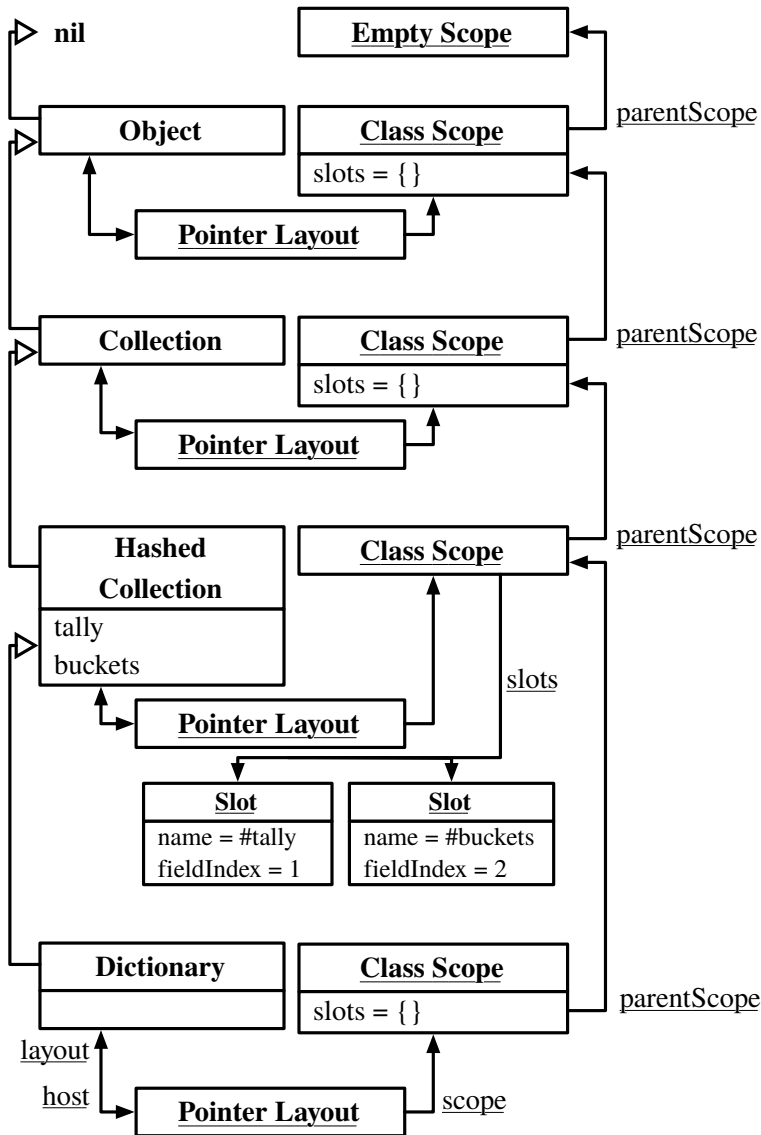 nil
Empty Scope
parentScope
Object
Class Scope
slots = {}
Pointer Layout
parentScope
Collection
Class Scope
slots = {}
Pointer Layout
parentScope
Hashed
Collection
Class Scope
tally
buckets
slots
Pointer Layout
Slot
name = #tally
fieldIndex = 1
Slot
name = #buckets
fieldIndex = 2
Dictionary
Class Scope
slots = {}
parentScope
layout
host
Pointer Layout
scope